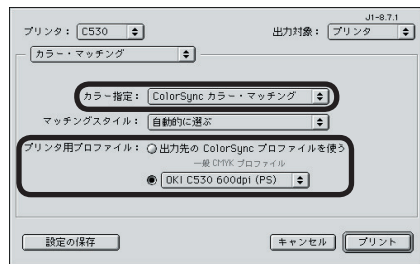 J1-8.7.1
プリンタ： C530 出力対象： プリンタ
カラー・マッチング
カラー指定： ColorSync カラー・マッチング
マッチングスタイル： 自動的に選ぶ
プリンタ用プロファイル： 出力先の ColorSync プロファイルを使う
一般 CMYK プロファイル
OKI C530 600dpi (PS)
設定の保存 キャンセル プリント